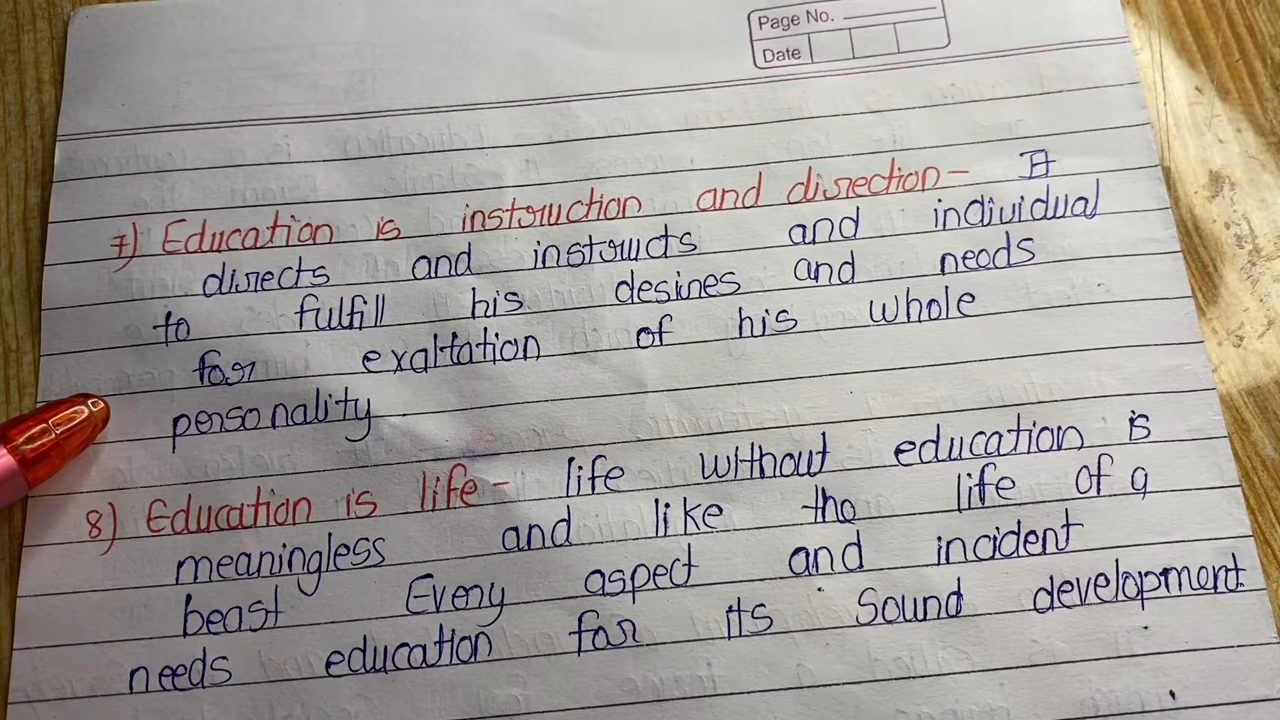 Page No.
Date
7) Education is instruction and direction- It
directs and instructs and individual
to fulfill his desires and needs
for exaltation of his whole
personality
8) Education is life- life without education is
meaningless and like the life of a
beast Every aspect and incident
needs education for its sound development.